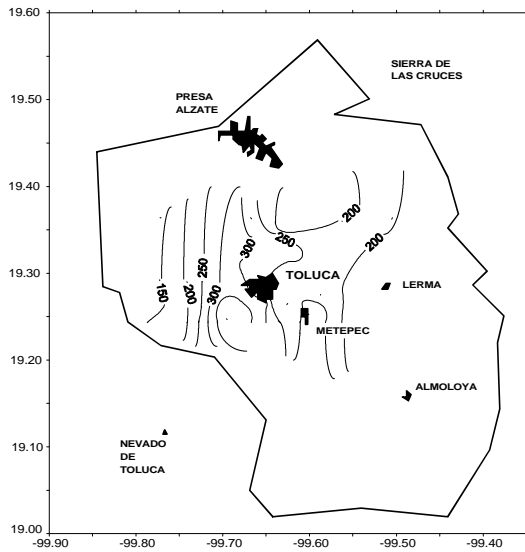 19.60
SIERRA DE
LAS CRUCES
PRESA
ALZATE
19.50
19.40
200
250
300
200
19.30
TOLUCA
LERMA
150
200
250
300
METEPEC
19.20
ALMOLOYA
19.10
NEVADO
DE
TOLUCA
19.00
-99.90
-99.80
-99.70
-99.60
-99.50
-99.40